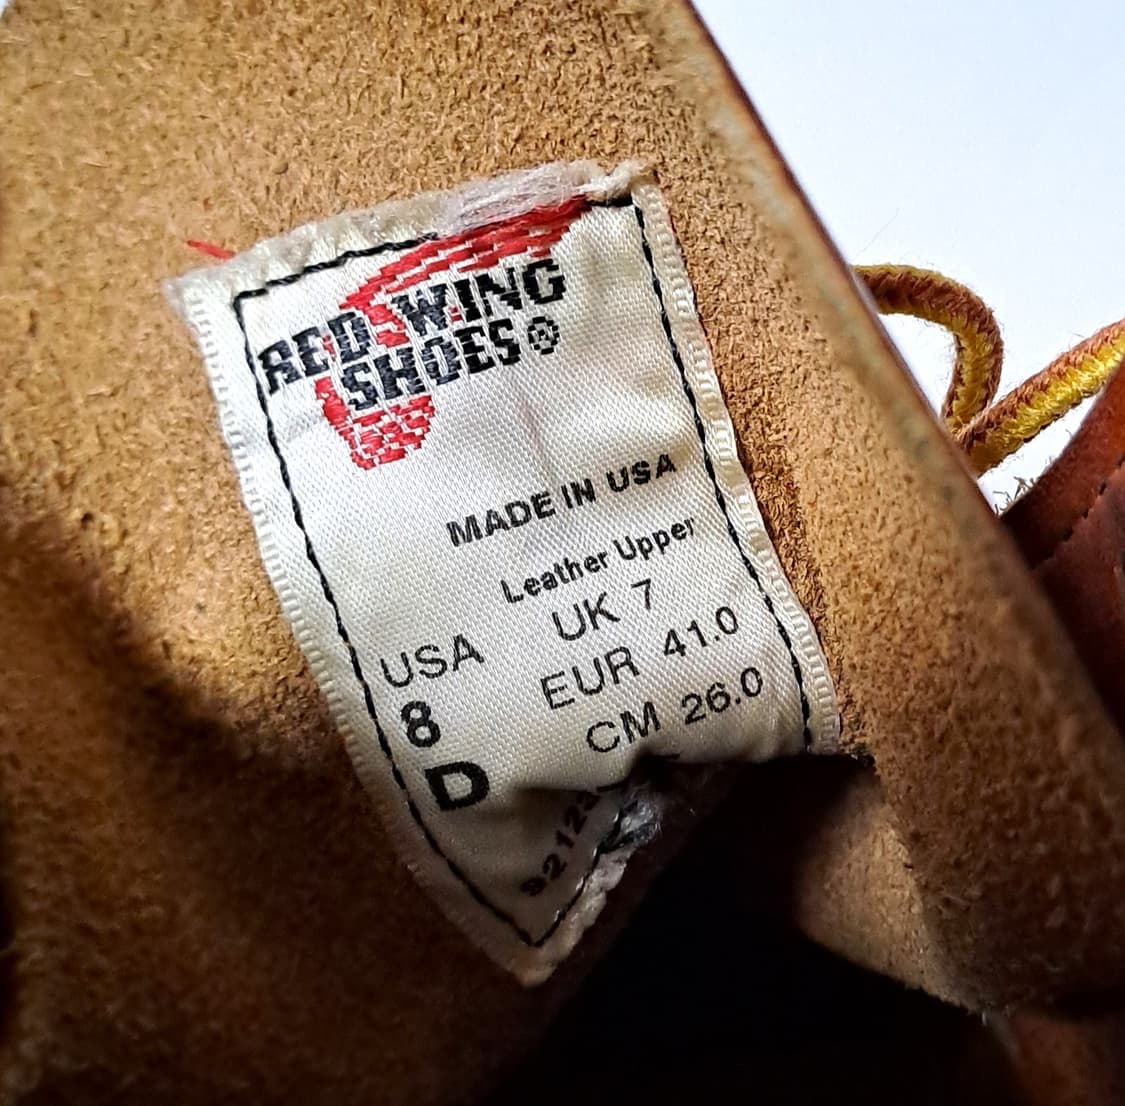 RED WING
SHOES®
MADE IN USA
Leather Upper
USA UK 7
8 EUR 41.0
D CM 26.0